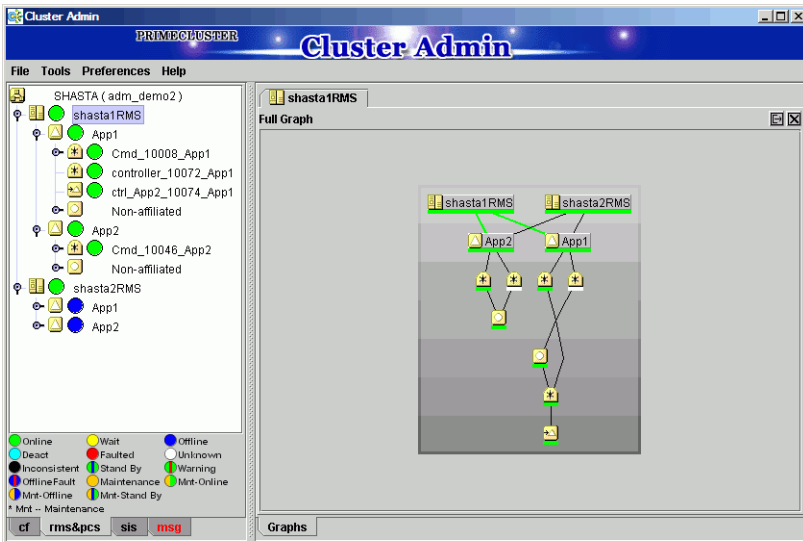 Cluster Admin
PRIMECLUSTER
Cluster Admin
File Tools Preferences Help
SHASTA ( adm_demo2 )
shasta1RMS
App1
Cmd_10008_App1
controller_10072_App1
ctrl_App2_10074_App1
Non-affiliated
App2
Cmd_10046_App2
Non-affiliated
shasta2RMS
App1
App2
Online Wait Offline
Deact Faulted Unknown
Inconsistent Stand By Warning
OfflineFault Maintenance Mnt-Online
Mnt-Offline Mnt-Stand By
* Mnt -- Maintenance
cf rms&pcs sis msg
shasta1RMS
Full Graph
shasta1RMS shasta2RMS
App2 App1
Graphs